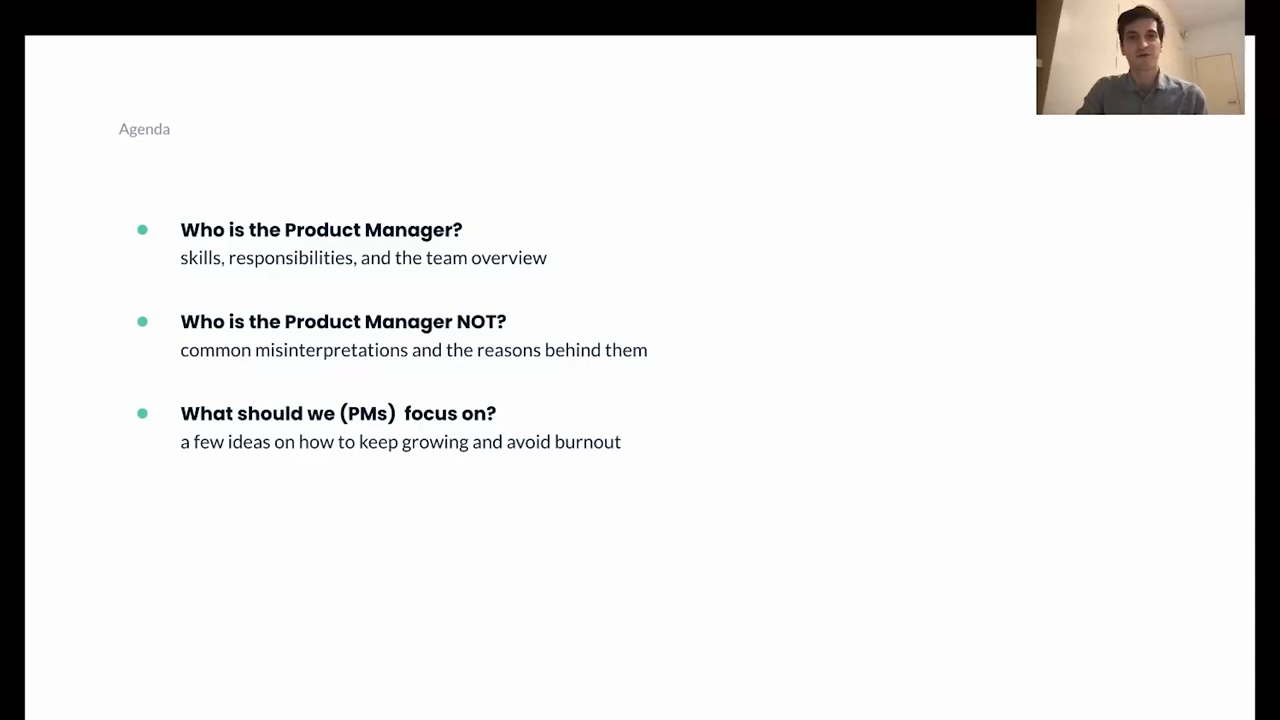 Agenda
Who is the Product Manager?
skills, responsibilities, and the team overview
Who is the Product Manager NOT?
common misinterpretations and the reasons behind them
What should we (PMs) focus on?
a few ideas on how to keep growing and avoid burnout